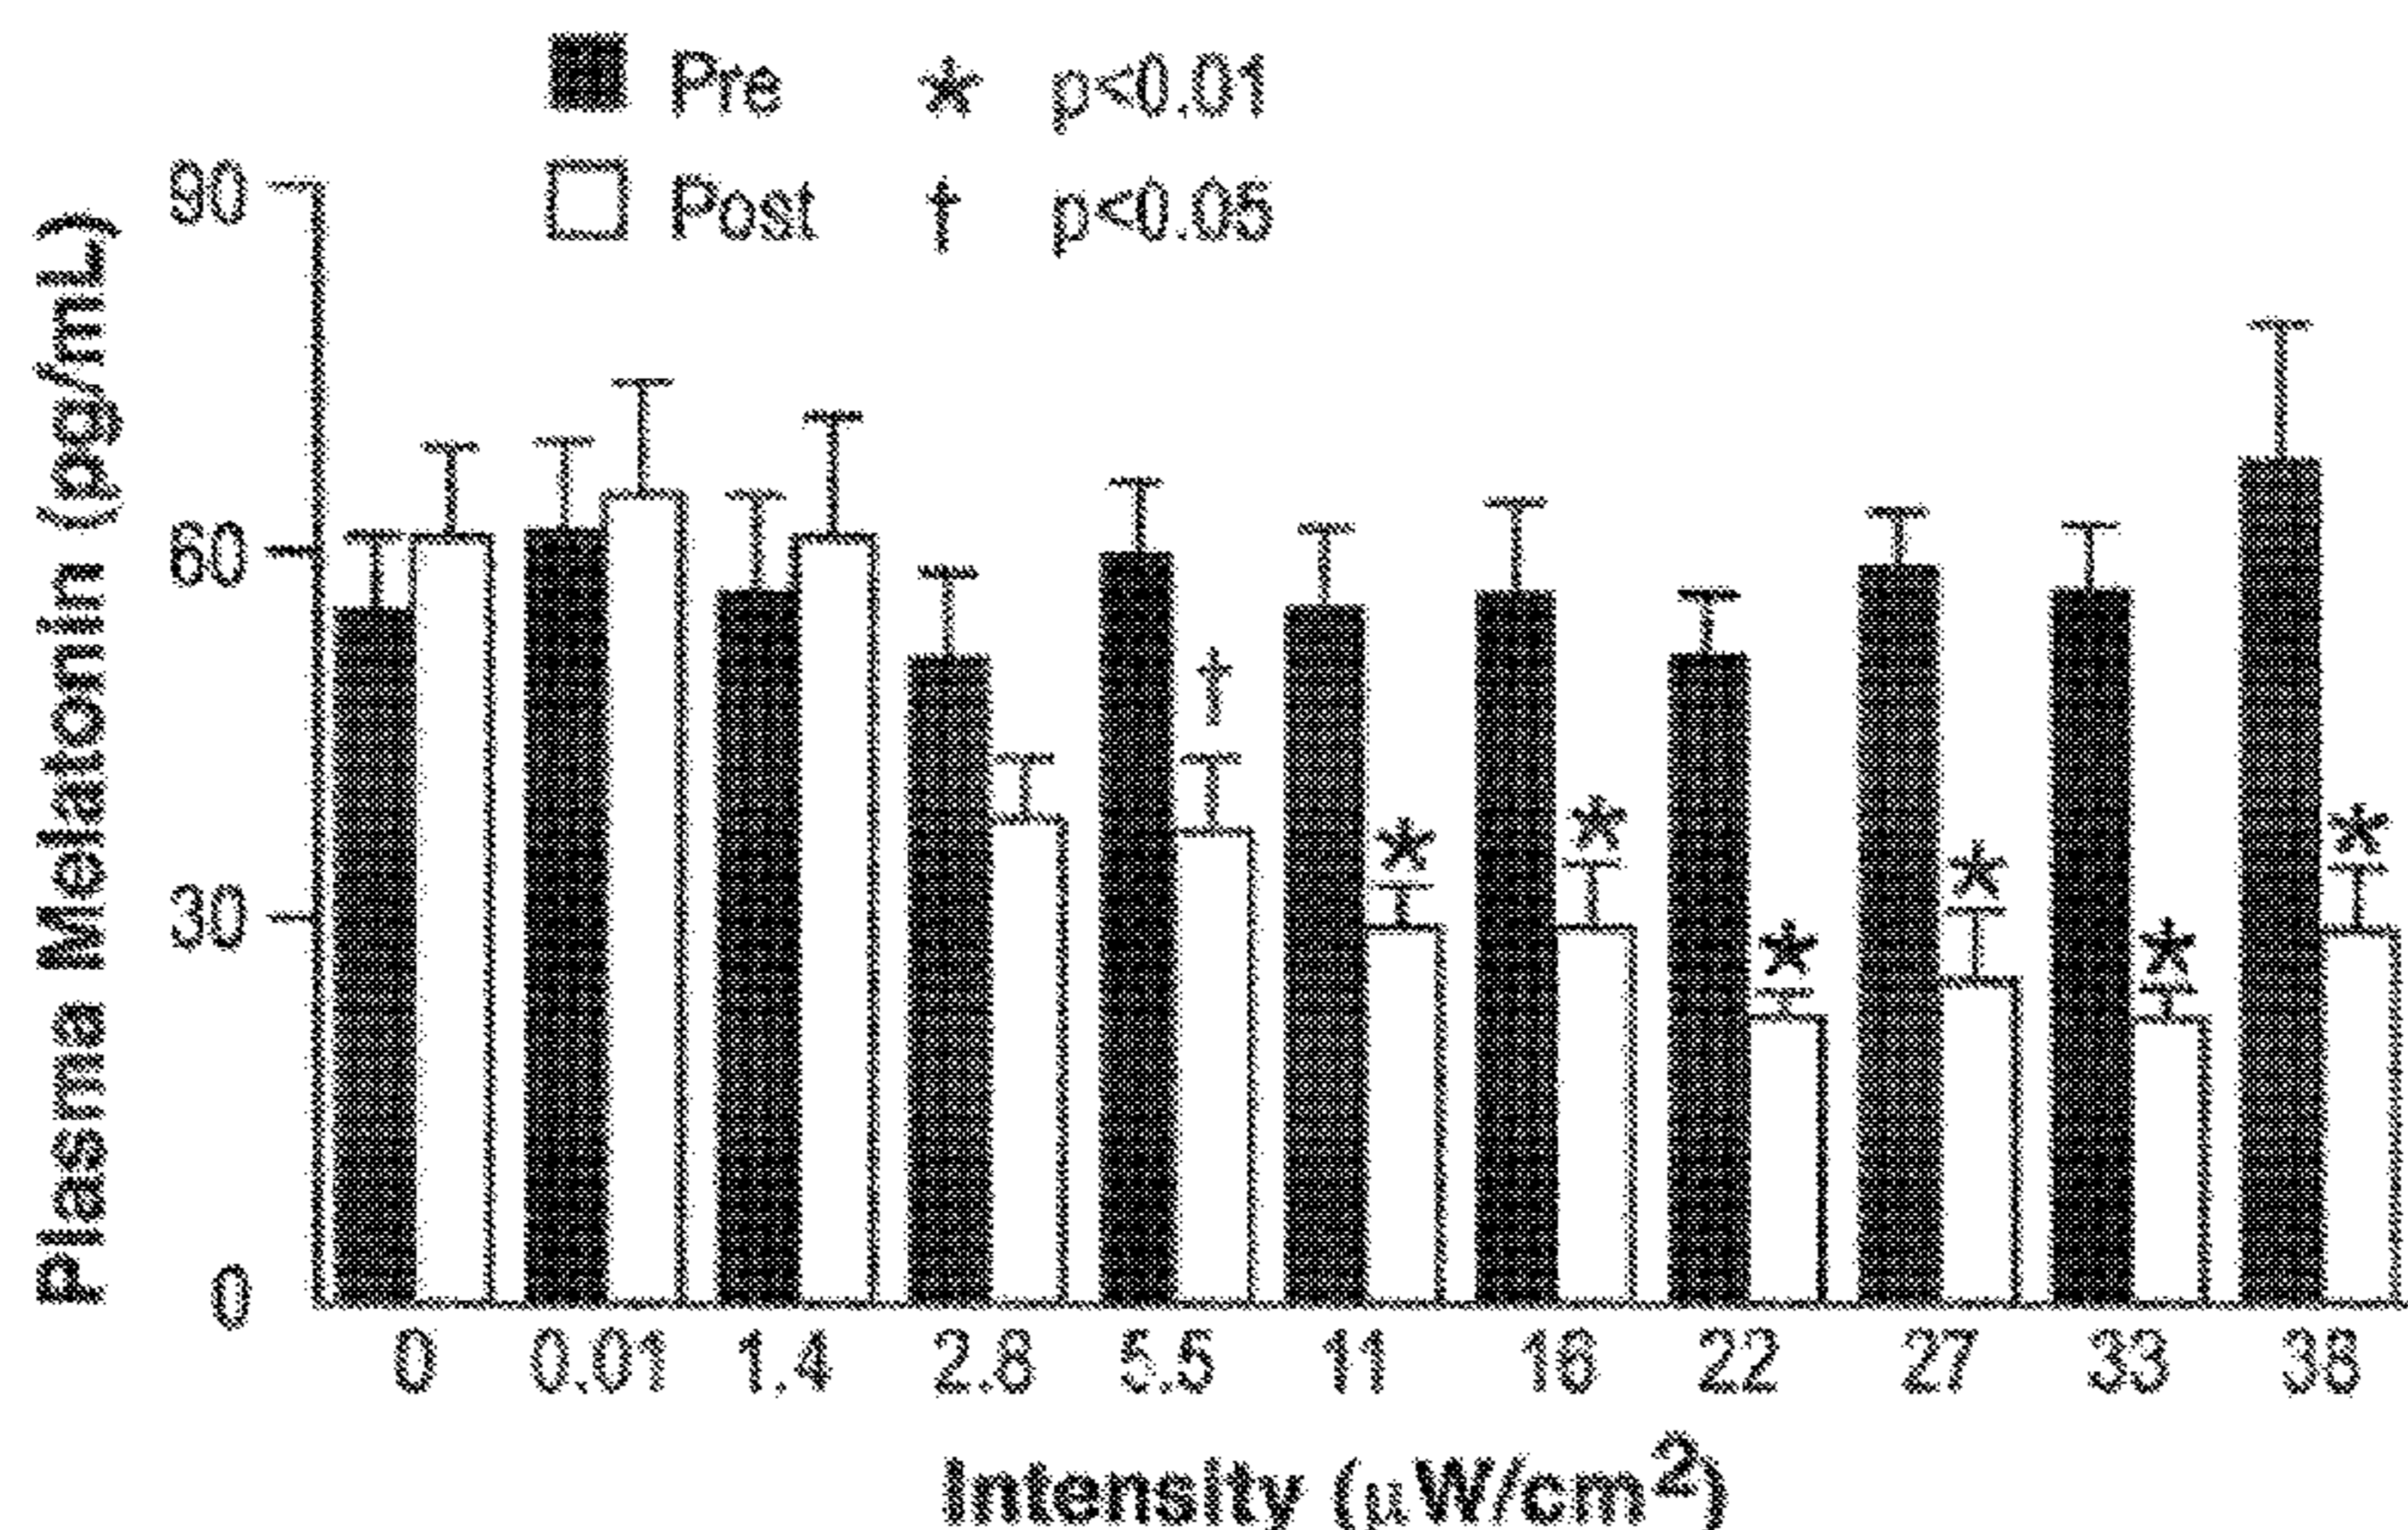 Pre ★ p<0.01
Post † p<0.05
90
60
30
0
Plasma Melatonin (pg/mL)
†
★
★
★
★
★
★
0 0.01 1.4 2.8 5.5 11 16 22 27 33 38
Intensity (μW/cm²)